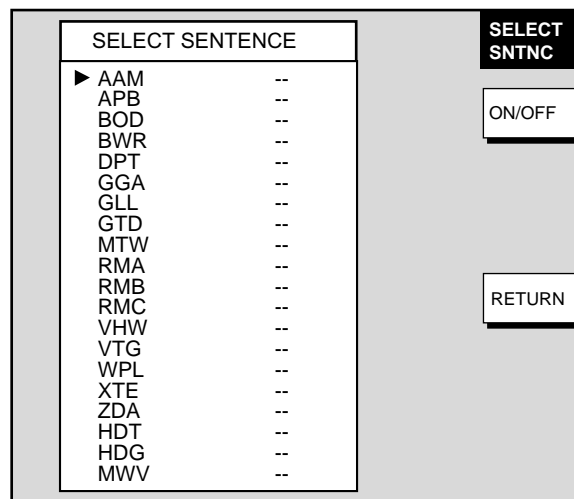 SELECT SENTENCE
▶ AAM --
APB --
BOD --
BWR --
DPT --
GGA --
GLL --
GTD --
MTW --
RMA --
RMB --
RMC --
VHW --
VTG --
WPL --
XTE --
ZDA --
HDT --
HDG --
MWV --
SELECT
SNTNC
ON/OFF
RETURN